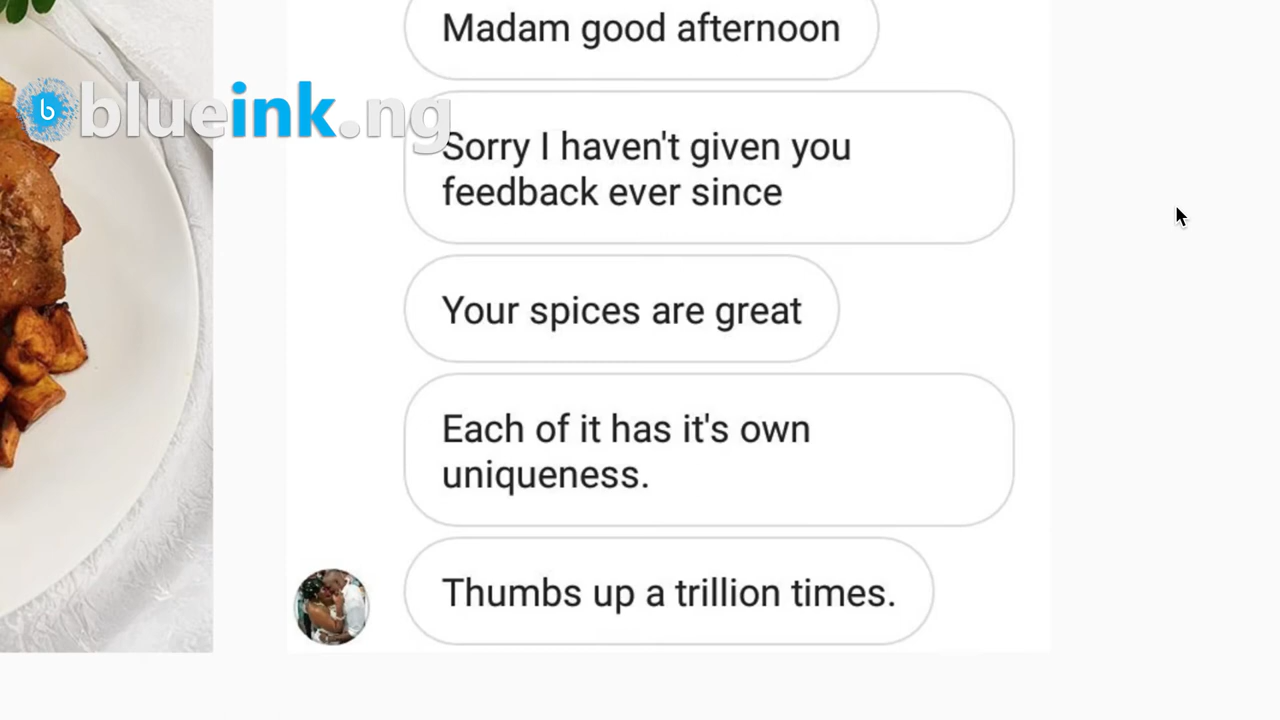 Madam good afternoon
blueink.ng
Sorry I haven't given you
feedback ever since
Your spices are great
Each of it has it's own
uniqueness.
Thumbs up a trillion times.